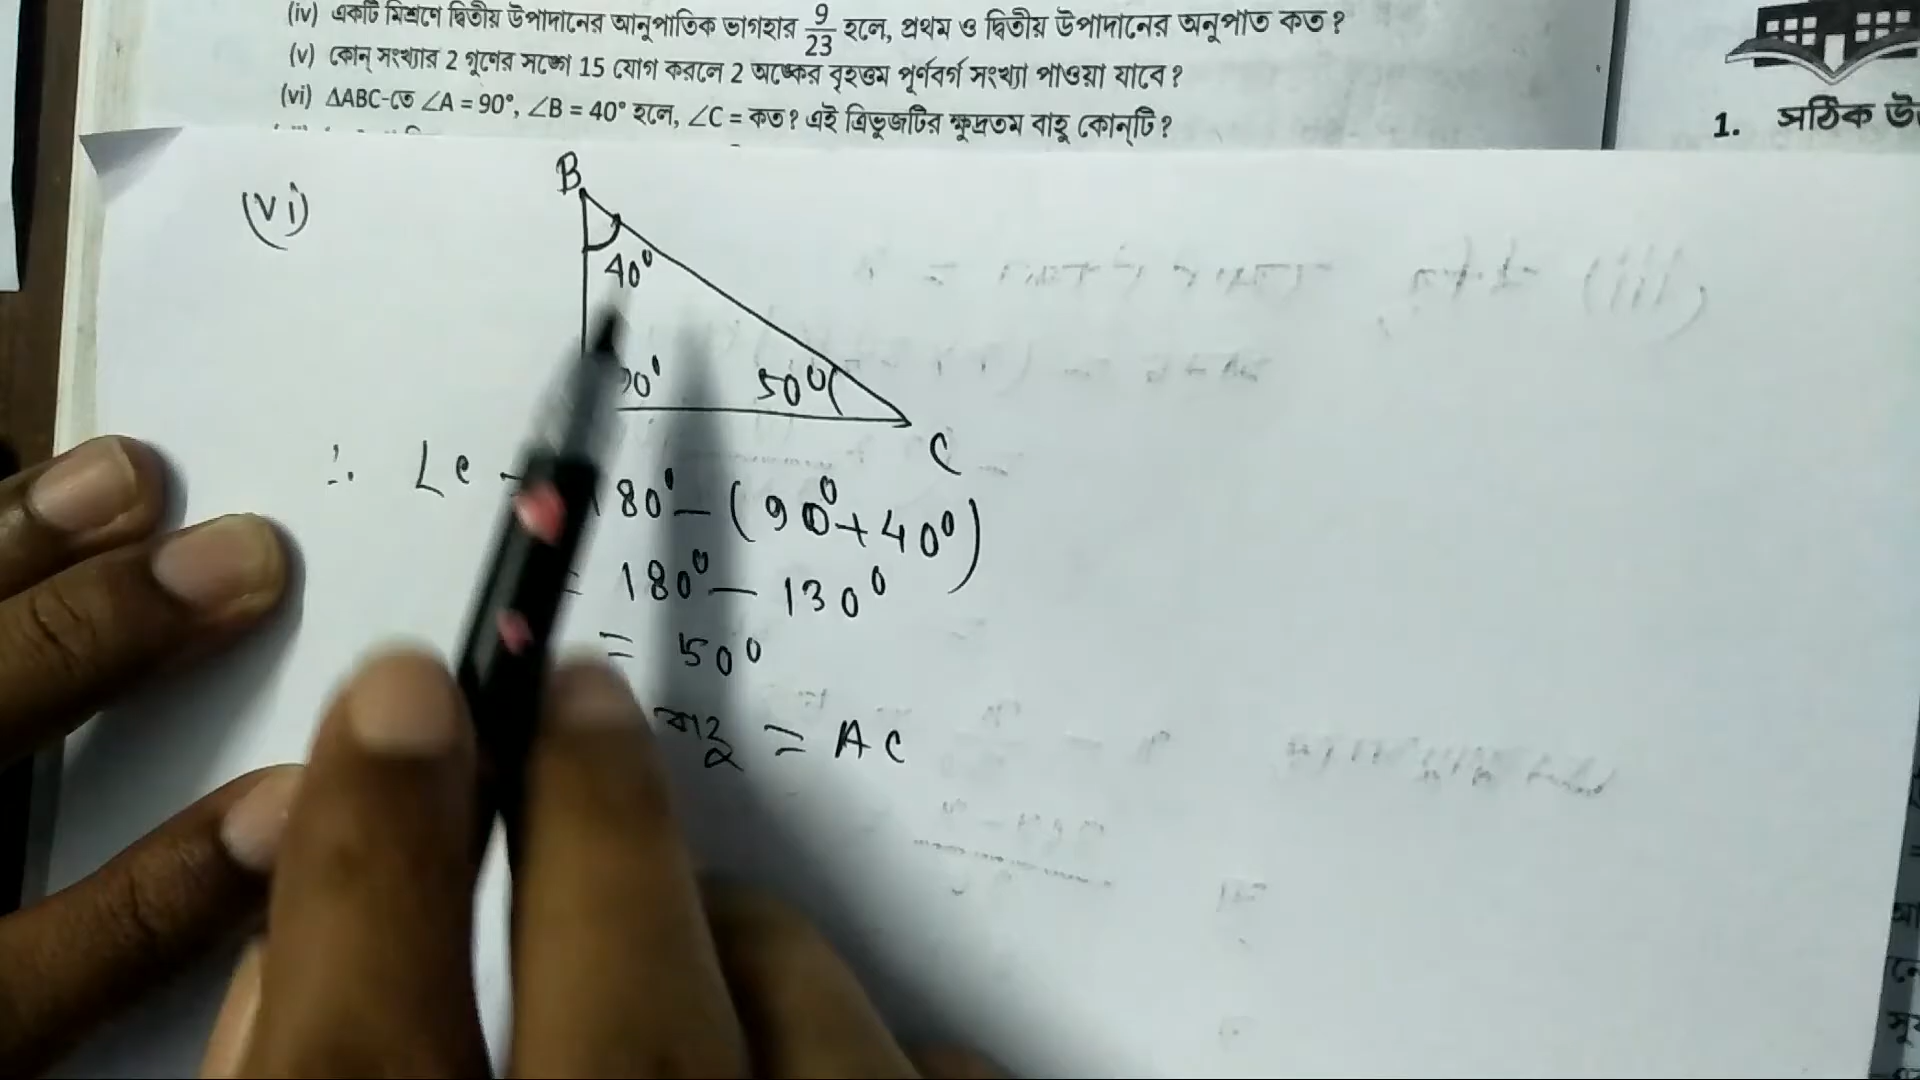 (iv) একটি মিশ্রণে দ্বিতীয় উপাদানের আনুপাতিক ভাগহার 9/23 হলে, প্রথম ও দ্বিতীয় উপাদানের অনুপাত কত?
(v) কোন্ সংখ্যার 2 গুণের সঙ্গে 15 যোগ করলে 2 অঙ্কের বৃহত্তম পূর্ণবর্গ সংখ্যা পাওয়া যাবে?
(vi) ΔABC-তে ∠A = 90°, ∠B = 40° হলে, ∠C = কত? এই ত্রিভুজটির ক্ষুদ্রতম বাহু কোন্‌টি?
1. সঠিক
(vi)
B
40°
50°
C
∴ ∠C 180° - (90° + 40°)
= 180° - 130°
= 50°
বাহু = AC